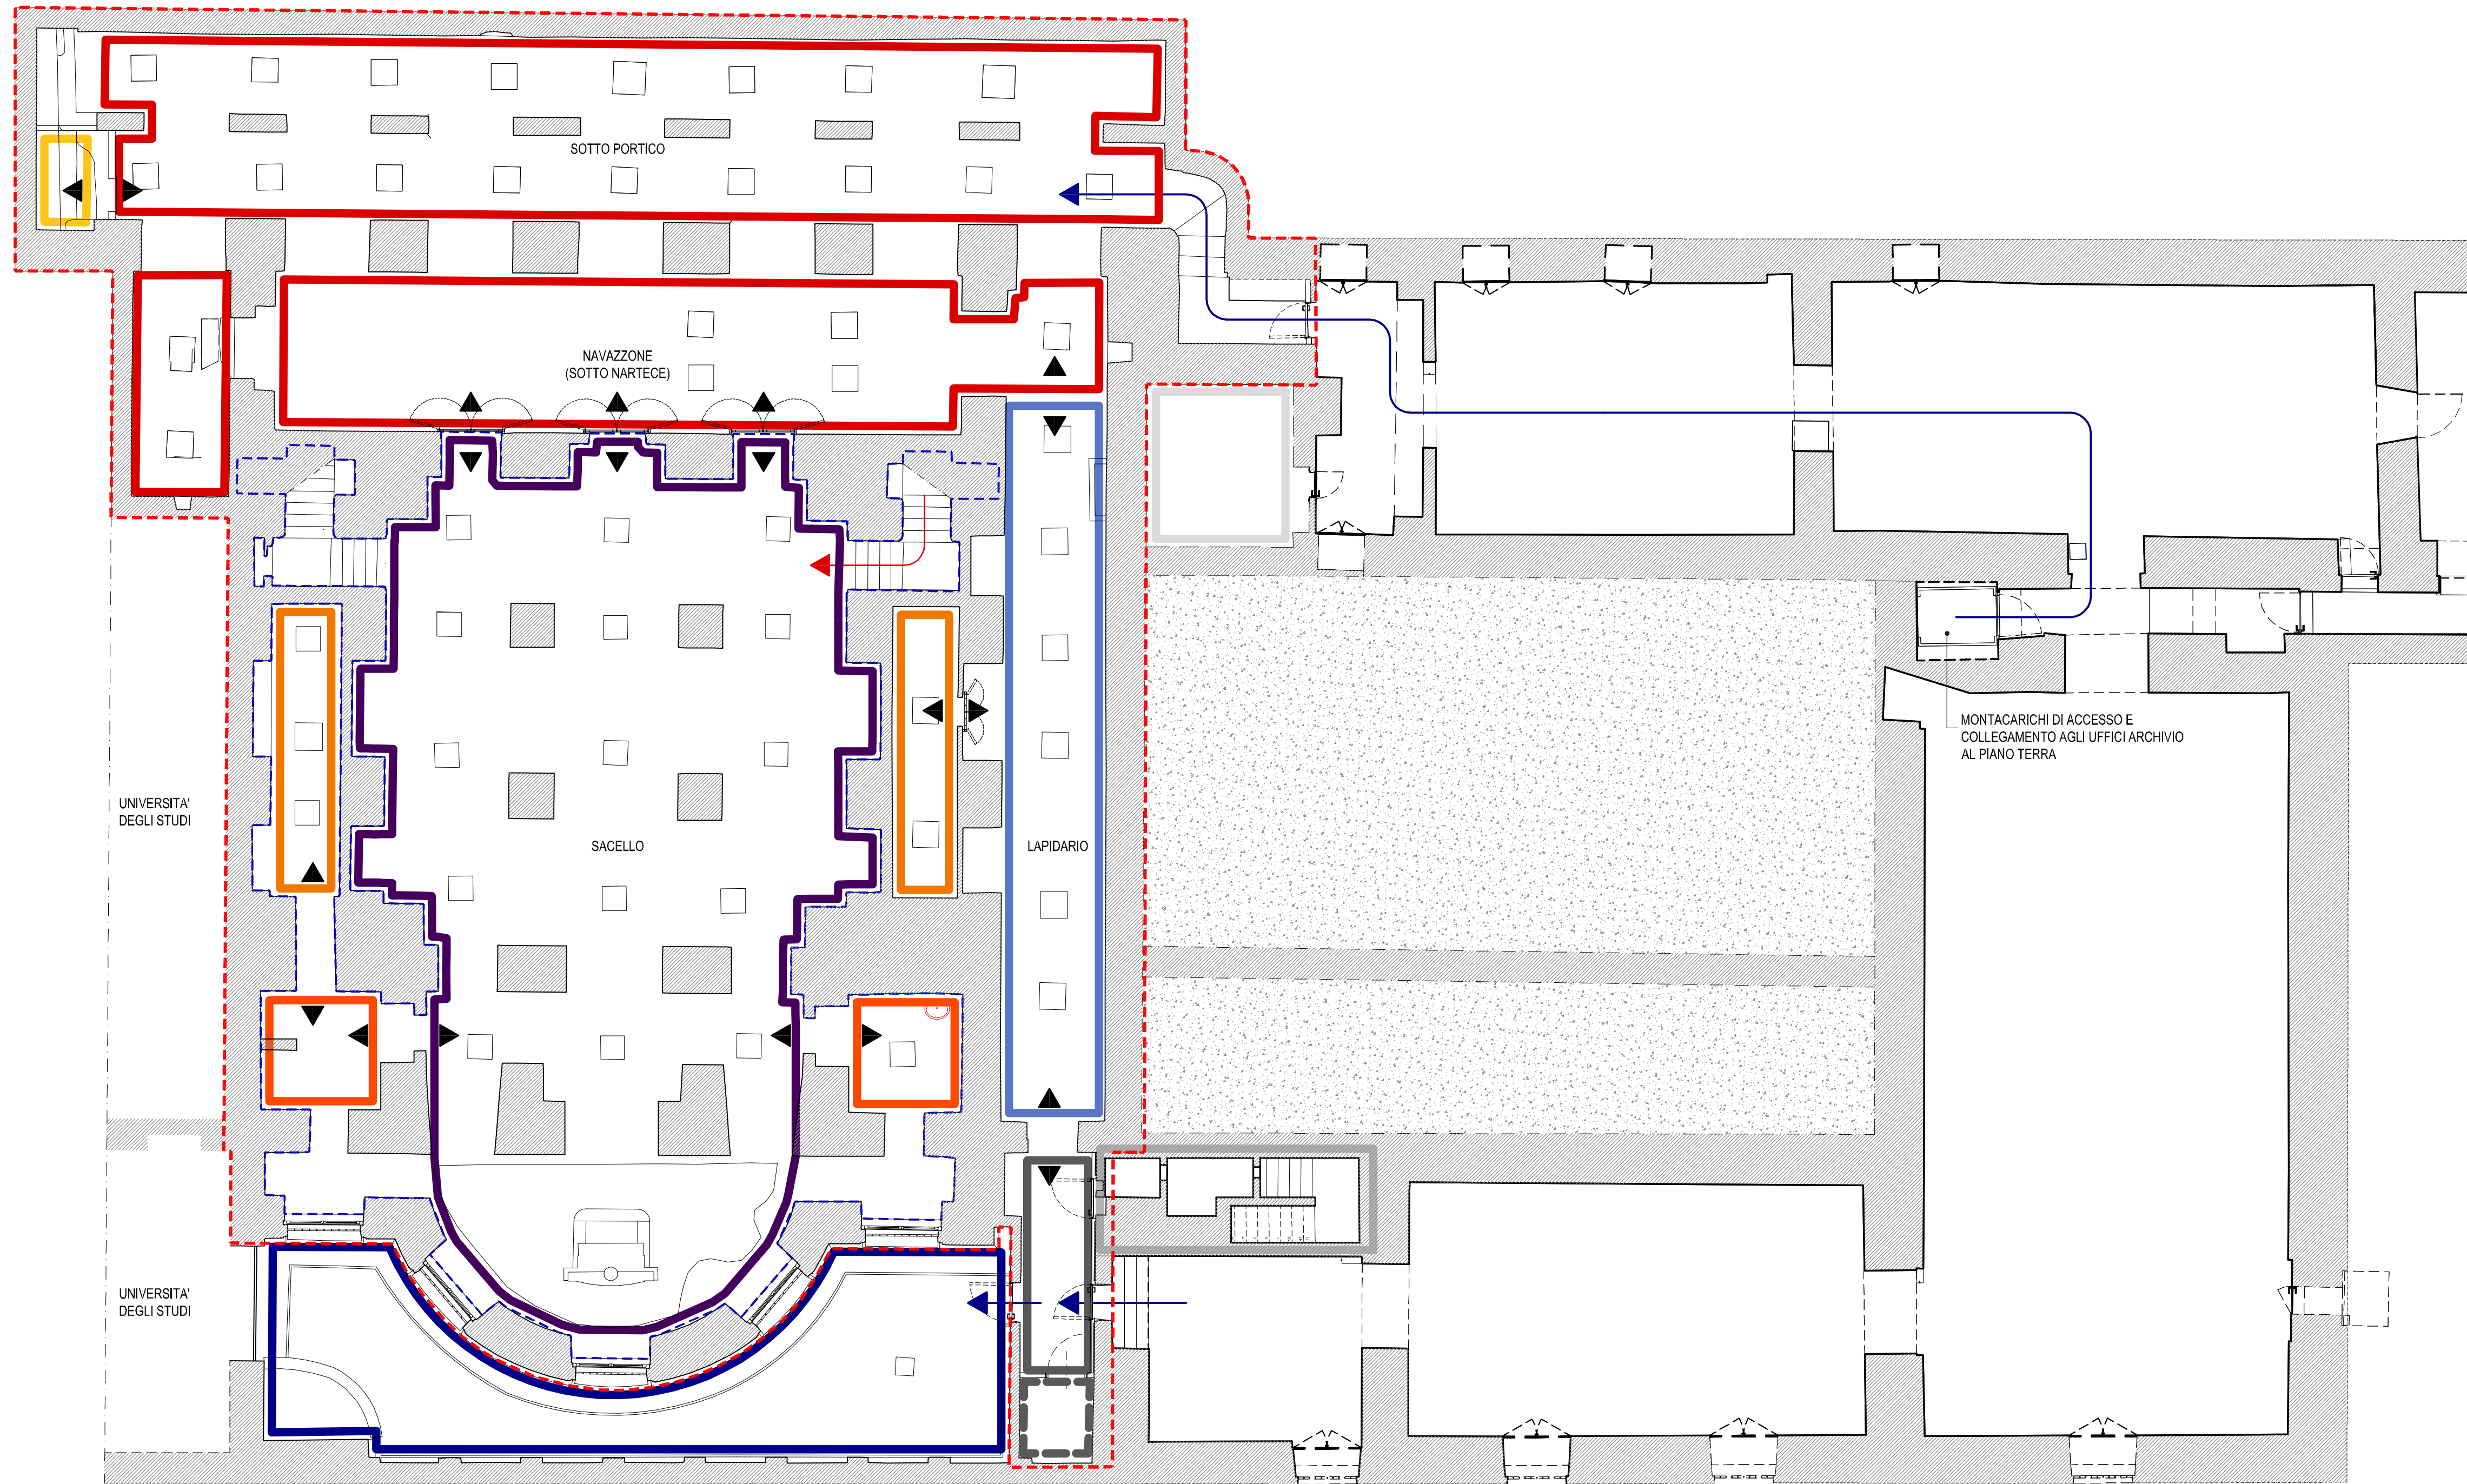 SOTTO PORTICO
NAVAZZONE
(SOTTO NARTECE)
MONTACARICHI DI ACCESSO E
COLLEGAMENTO AGLI UFFICI ARCHIVIO
AL PIANO TERRA
UNIVERSITA'
DEGLI STUDI
SACELLO
LAPIDARIO
UNIVERSITA'
DEGLI STUDI